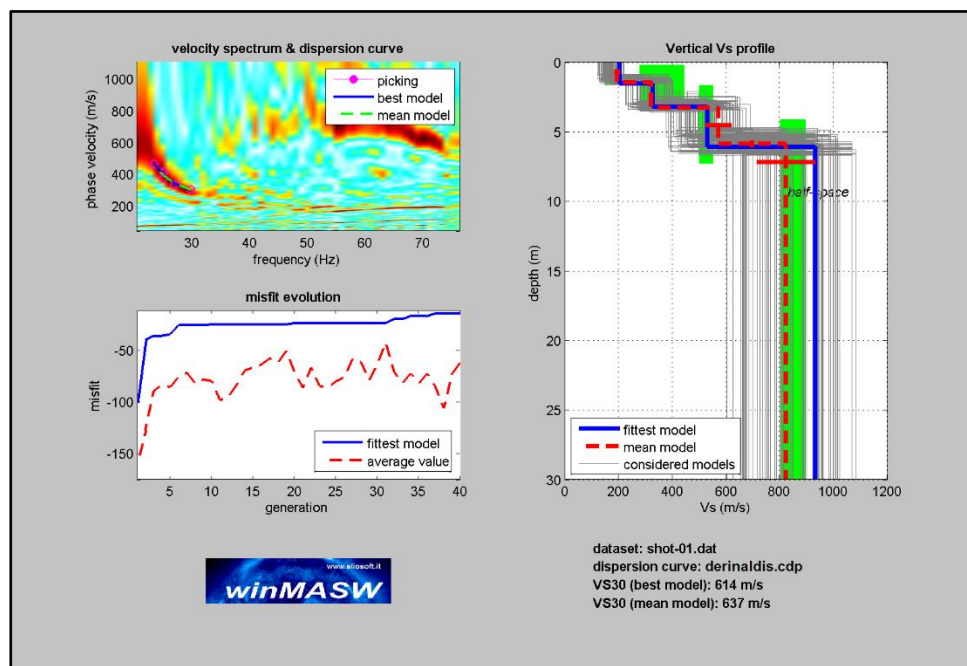 velocity spectrum & dispersion curve
1000
800
600
400
200
phase velocity (m/s)
picking
best model
mean model
30
40
50
60
70
frequency (Hz)
misfit evolution
-50
-100
-150
misfit
fittest model
average value
5
10
15
20
25
30
35
40
generation
www.eliosoft.it
winMASW
Vertical Vs profile
0
5
10
15
20
25
30
depth (m)
half-space
fittest model
mean model
considered models
0
200
400
600
800
1000
1200
Vs (m/s)
dataset: shot-01.dat
dispersion curve: derinaldis.cdp
VS30 (best model): 614 m/s
VS30 (mean model): 637 m/s